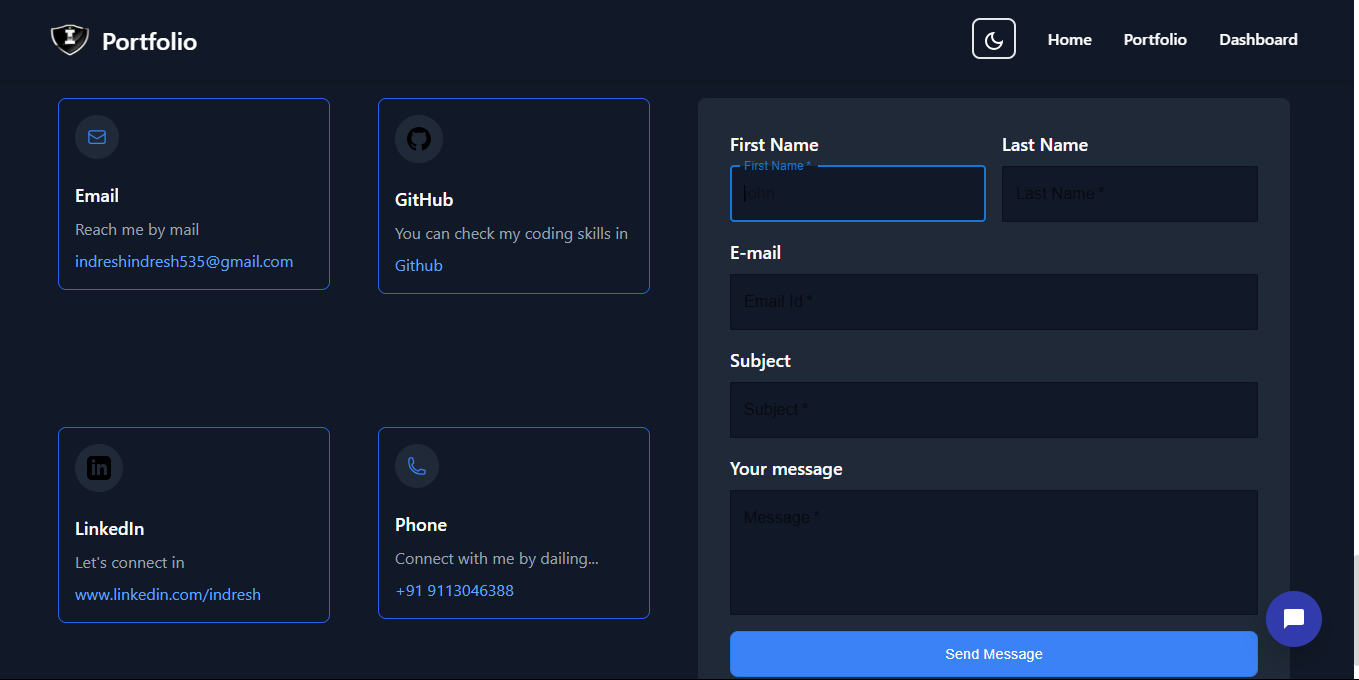 I
Portfolio
Home
Portfolio
Dashboard
Email
Reach me by mail
indreshindresh535@gmail.com
GitHub
You can check my coding skills in
Github
LinkedIn
Let's connect in
www.linkedin.com/indresh
Phone
Connect with me by dailing...
+91 9113046388
First Name
First Name *
john
Last Name
Last Name *
E-mail
Email Id *
Subject
Subject *
Your message
Message *
Send Message